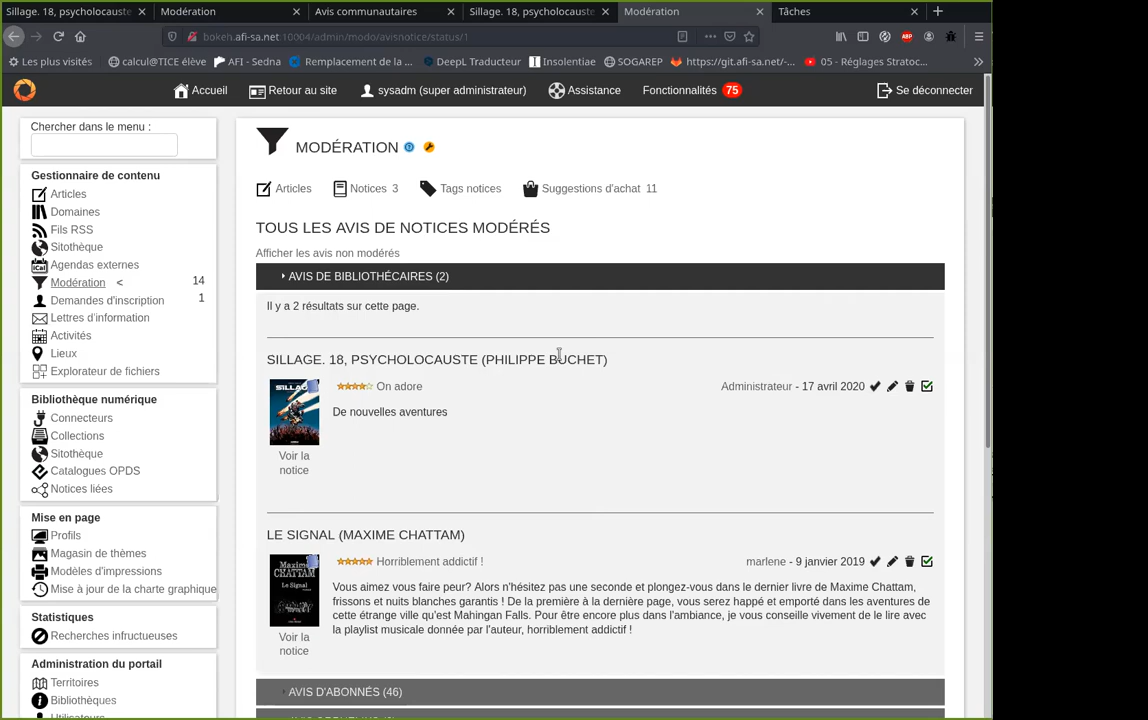 Sillage. 18, psycholocauste
Modération
Avis communautaires
Sillage. 18, psycholocauste
Modération
Tâches
bokeh.afi-sa.net:10004/admin/modo/avisnotice/status/1
Les plus visités
calcul@TICE élève
AFI - Sedna
Remplacement de la ...
DeepL Traducteur
Insolentiae
SOGAREP
https://git.afi-sa.net/-...
05 - Réglages Stratoc...
Accueil
Retour au site
sysadm (super administrateur)
Assistance
Fonctionnalités 75
Se déconnecter
Chercher dans le menu :
Gestionnaire de contenu
Articles
Domaines
Fils RSS
Sitothèque
Agendas externes
Modération < 14
Demandes d'inscription 1
Lettres d'information
Activités
Lieux
Explorateur de fichiers
Bibliothèque numérique
Connecteurs
Collections
Sitothèque
Catalogues OPDS
Notices liées
Mise en page
Profils
Magasin de thèmes
Modèles d'impressions
Mise à jour de la charte graphique
Statistiques
Recherches infructueuses
Administration du portail
Territoires
Bibliothèques
Utilisateurs
MODÉRATION
Articles
Notices 3
Tags notices
Suggestions d'achat 11
TOUS LES AVIS DE NOTICES MODÉRÉS
Afficher les avis non modérés
AVIS DE BIBLIOTHÉCAIRES (2)
Il y a 2 résultats sur cette page.
SILLAGE. 18, PSYCHOLOCAUSTE (PHILIPPE BUCHET)
On adore
Administrateur - 17 avril 2020
De nouvelles aventures
Voir la
notice
LE SIGNAL (MAXIME CHATTAM)
Maxime
CHATTAM
Le Signal
Horriblement addictif !
marlene - 9 janvier 2019
Vous aimez vous faire peur? Alors n'hésitez pas une seconde et plongez-vous dans le dernier livre de Maxime Chattam,
frissons et nuits blanches garantis ! De la première à la dernière page, vous serez happé et emporté dans les aventures de
cette étrange ville qu'est Mahingan Falls. Pour être encore plus dans l'ambiance, je vous conseille vivement de le lire avec
la playlist musicale donnée par l'auteur, horriblement addictif !
Voir la
notice
AVIS D'ABONNÉS (46)